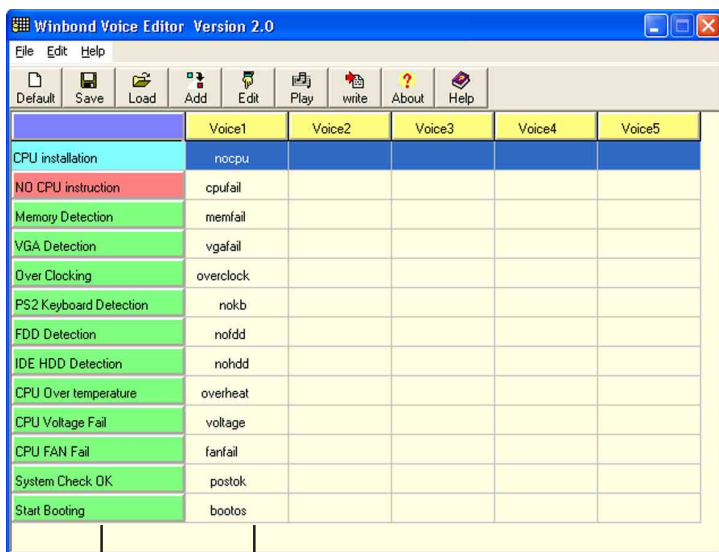 Winbond Voice Editor Version 2.0
File Edit Help
Default Save Load Add Edit Play write About Help
Voice1 Voice2 Voice3 Voice4 Voice5
CPU installation nocpu
NO CPU instruction cpufail
Memory Detection memfail
VGA Detection vgafail
Over Clocking overclock
PS2 Keyboard Detection nokb
FDD Detection nofdd
IDE HDD Detection nohdd
CPU Over temperature overheat
CPU Voltage Fail voltage
CPU FAN Fail fanfail
System Check OK postok
Start Booting bootos